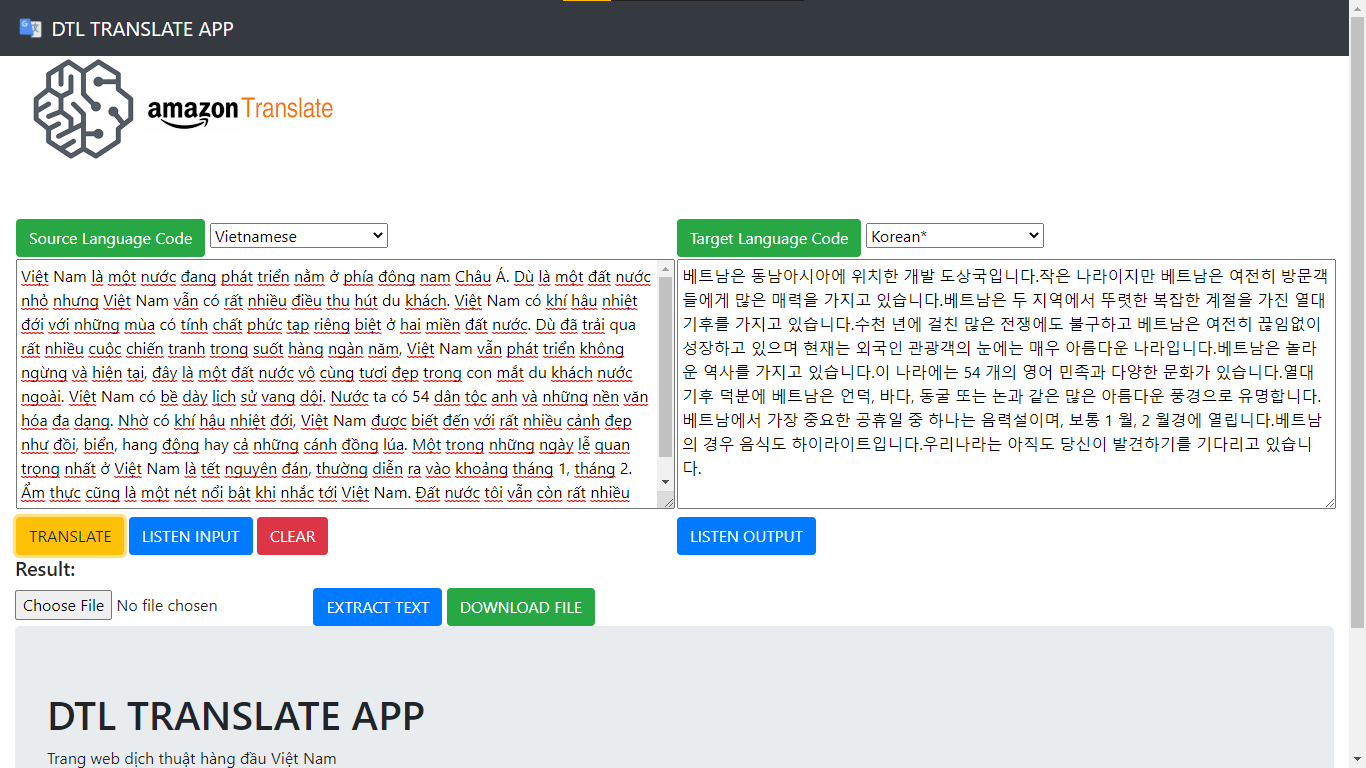 DTL TRANSLATE APP
amazon Translate
Source Language Code
Vietnamese
Target Language Code
Korean*
Việt Nam là một nước đang phát triển nằm ở phía đông nam Châu Á. Dù là một đất nước
nhỏ nhưng Việt Nam vẫn có rất nhiều điều thu hút du khách. Việt Nam có khí hậu nhiệt
đới với những mùa có tính chất phức tạp riêng biệt ở hai miền đất nước. Dù đã trải qua
rất nhiều cuộc chiến tranh trong suốt hàng ngàn năm, Việt Nam vẫn phát triển không
ngừng và hiện tại, đây là một đất nước vô cùng tươi đẹp trong con mắt du khách nước
ngoài. Việt Nam có bề dày lịch sử vang dội. Nước ta có 54 dân tộc anh và những nền văn
hóa đa dạng. Nhờ có khí hậu nhiệt đới, Việt Nam được biết đến với rất nhiều cảnh đẹp
như đồi, biển, hang động hay cả những cánh đồng lúa. Một trong những ngày lễ quan
trọng nhất ở Việt Nam là tết nguyên đán, thường diễn ra vào khoảng tháng 1, tháng 2.
Ẩm thực cũng là một nét nổi bật khi nhắc tới Việt Nam. Đất nước tôi vẫn còn rất nhiều
베트남은 동남아시아에 위치한 개발 도상국입니다.작은 나라이지만 베트남은 여전히 방문객
들에게 많은 매력을 가지고 있습니다.베트남은 두 지역에서 뚜렷한 복잡한 계절을 가진 열대
기후를 가지고 있습니다.수천 년에 걸친 많은 전쟁에도 불구하고 베트남은 여전히 끊임없이
성장하고 있으며 현재는 외국인 관광객의 눈에는 매우 아름다운 나라입니다.베트남은 놀라
운 역사를 가지고 있습니다.이 나라에는 54 개의 영어 민족과 다양한 문화가 있습니다.열대
기후 덕분에 베트남은 언덕, 바다, 동굴 또는 논과 같은 많은 아름다운 풍경으로 유명합니다.
베트남에서 가장 중요한 공휴일 중 하나는 음력설이며, 보통 1 월, 2 월경에 열립니다.베트남
의 경우 음식도 하이라이트입니다.우리나라는 아직도 당신이 발견하기를 기다리고 있습니
다.
TRANSLATE
LISTEN INPUT
CLEAR
LISTEN OUTPUT
Result:
Choose File No file chosen
EXTRACT TEXT
DOWNLOAD FILE
DTL TRANSLATE APP
Trang web dịch thuật hàng đầu Việt Nam